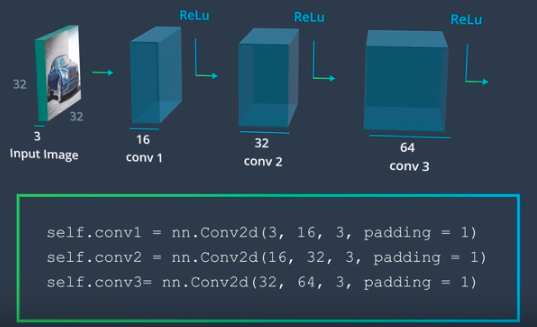 ReLu
ReLu
ReLu
32
32
3
Input Image
16
conv 1
32
conv 2
64
conv 3
self.conv1 = nn.Conv2d(3, 16, 3, padding = 1)
self.conv2 = nn.Conv2d(16, 32, 3, padding = 1)
self.conv3= nn.Conv2d(32, 64, 3, padding = 1)